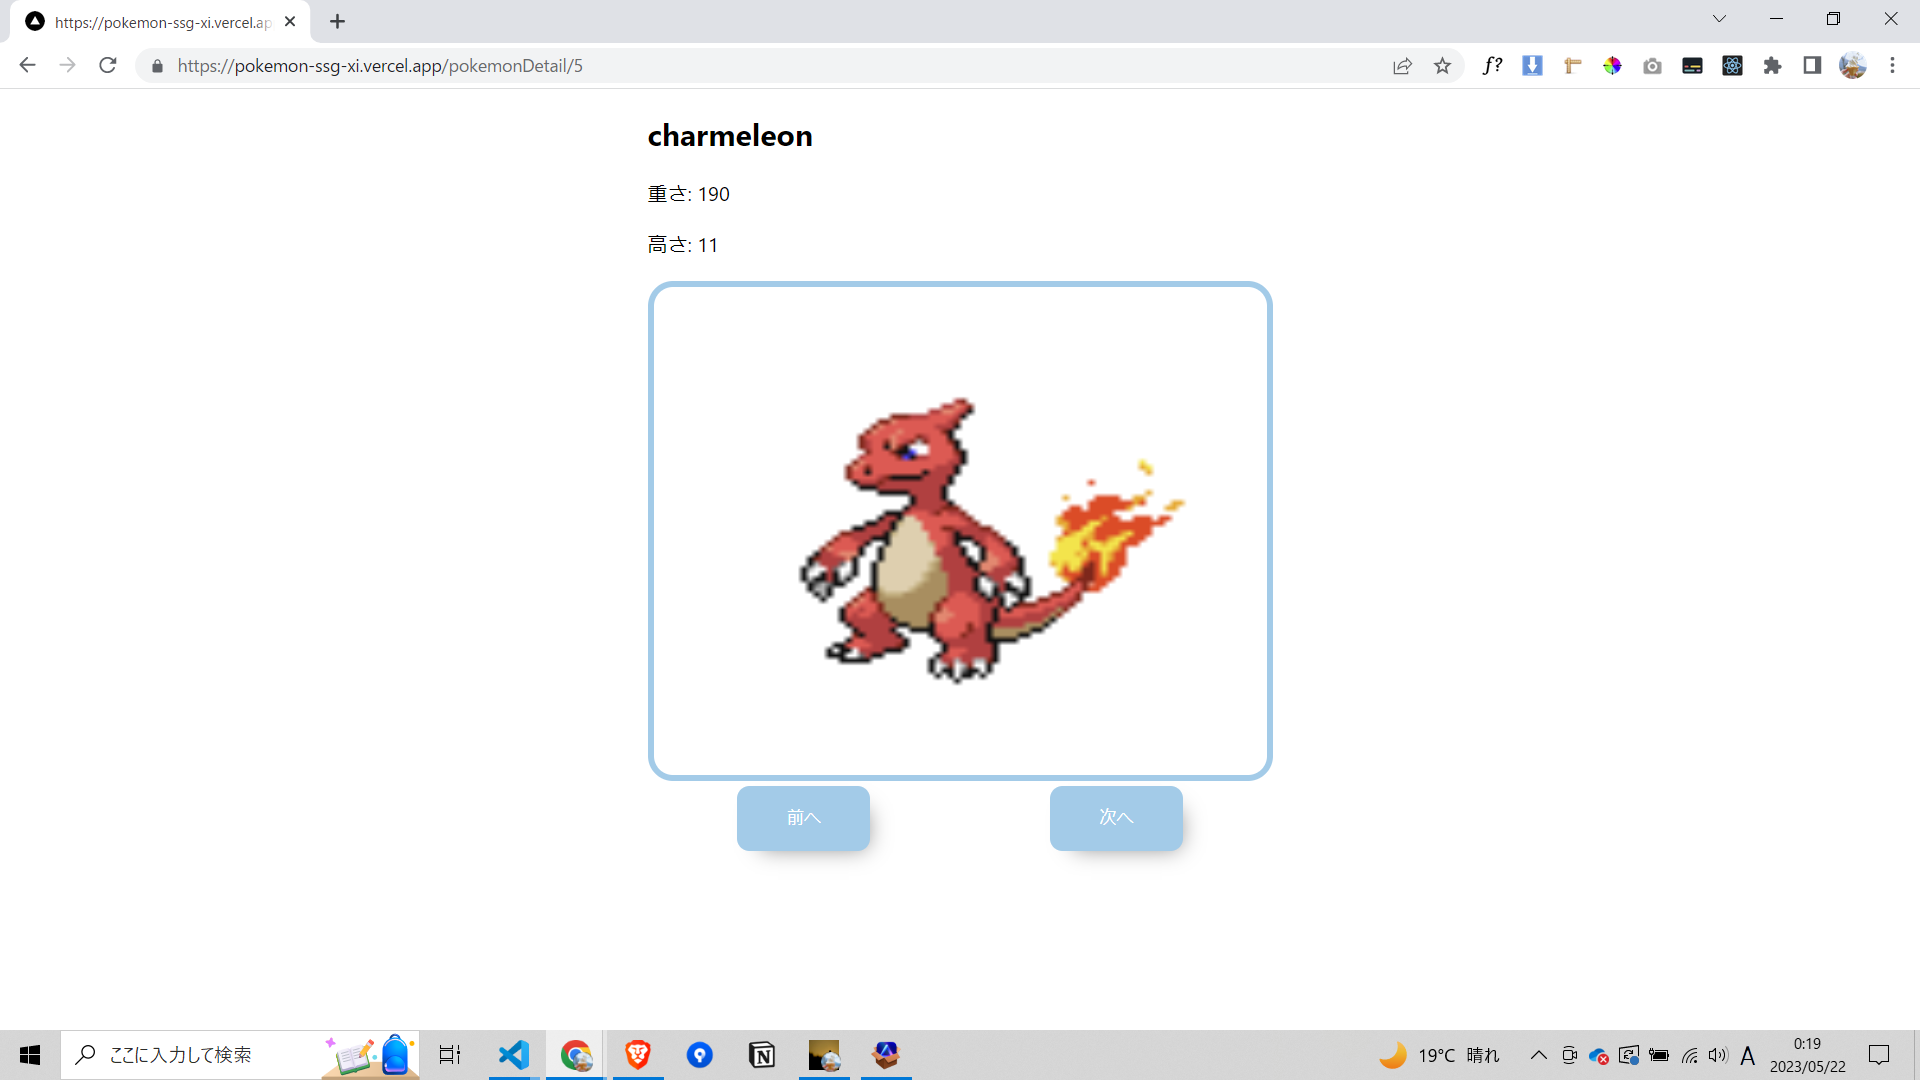 https://pokemon-ssg-xi.vercel.ap
https://pokemon-ssg-xi.vercel.app/pokemonDetail/5
f?
charmeleon
重さ: 190
高さ: 11
前へ
次へ
ここに入力して検索
19°C 晴れ
A
0:19
2023/05/22